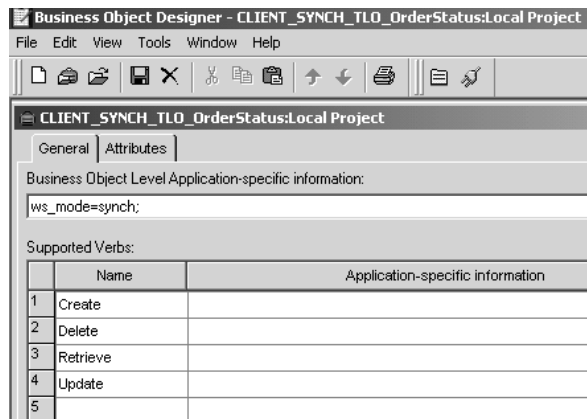 Business Object Designer - CLIENT_SYNCH_TLO_OrderStatus:Local Project
File Edit View Tools Window Help
CLIENT_SYNCH_TLO_OrderStatus:Local Project
General Attributes
Business Object Level Application-specific information:
ws_mode=synch;
Supported Verbs:
Name Application-specific information
1 Create
2 Delete
3 Retrieve
4 Update
5